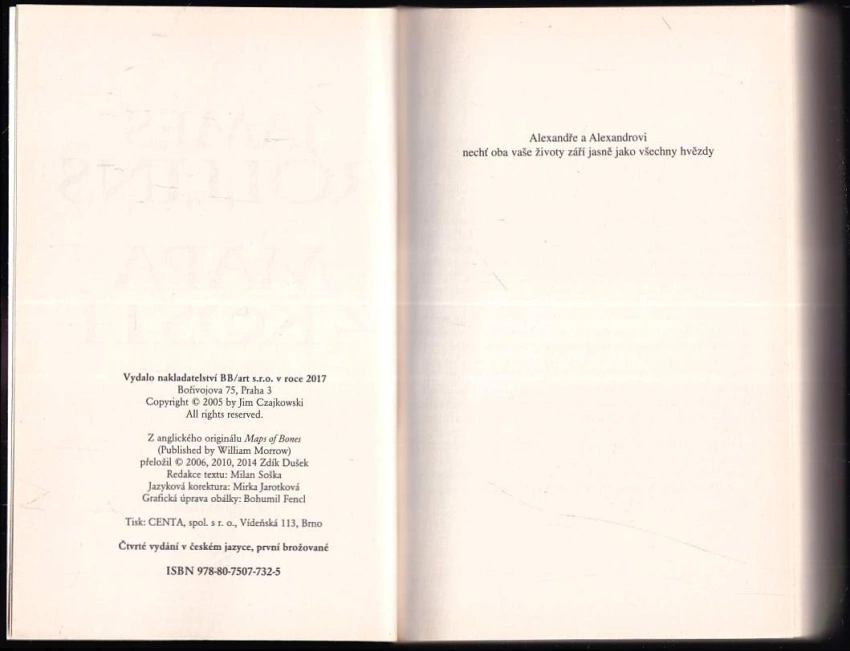 Vydalo nakladatelství BB/art s.r.o. v roce 2017
Bořivojova 75, Praha 3
Copyright © 2005 by Jim Czajkowski
All rights reserved.
Z anglického originálu Maps of Bones
(Published by William Morrow)
přeložil © 2006, 2010, 2014 Zdík Dušek
Redakce textu: Milan Soška
Jazyková korektura: Mirka Jarotková
Grafická úprava obálky: Bohumil Fencl
Tisk: CENTA, spol. s r. o., Vídeňská 113, Brno
Čtvrté vydání v českém jazyce, první brožované
ISBN 978-80-7507-732-5
Alexandře a Alexandrovi
nechť oba vaše životy září jasně jako všechny hvězdy